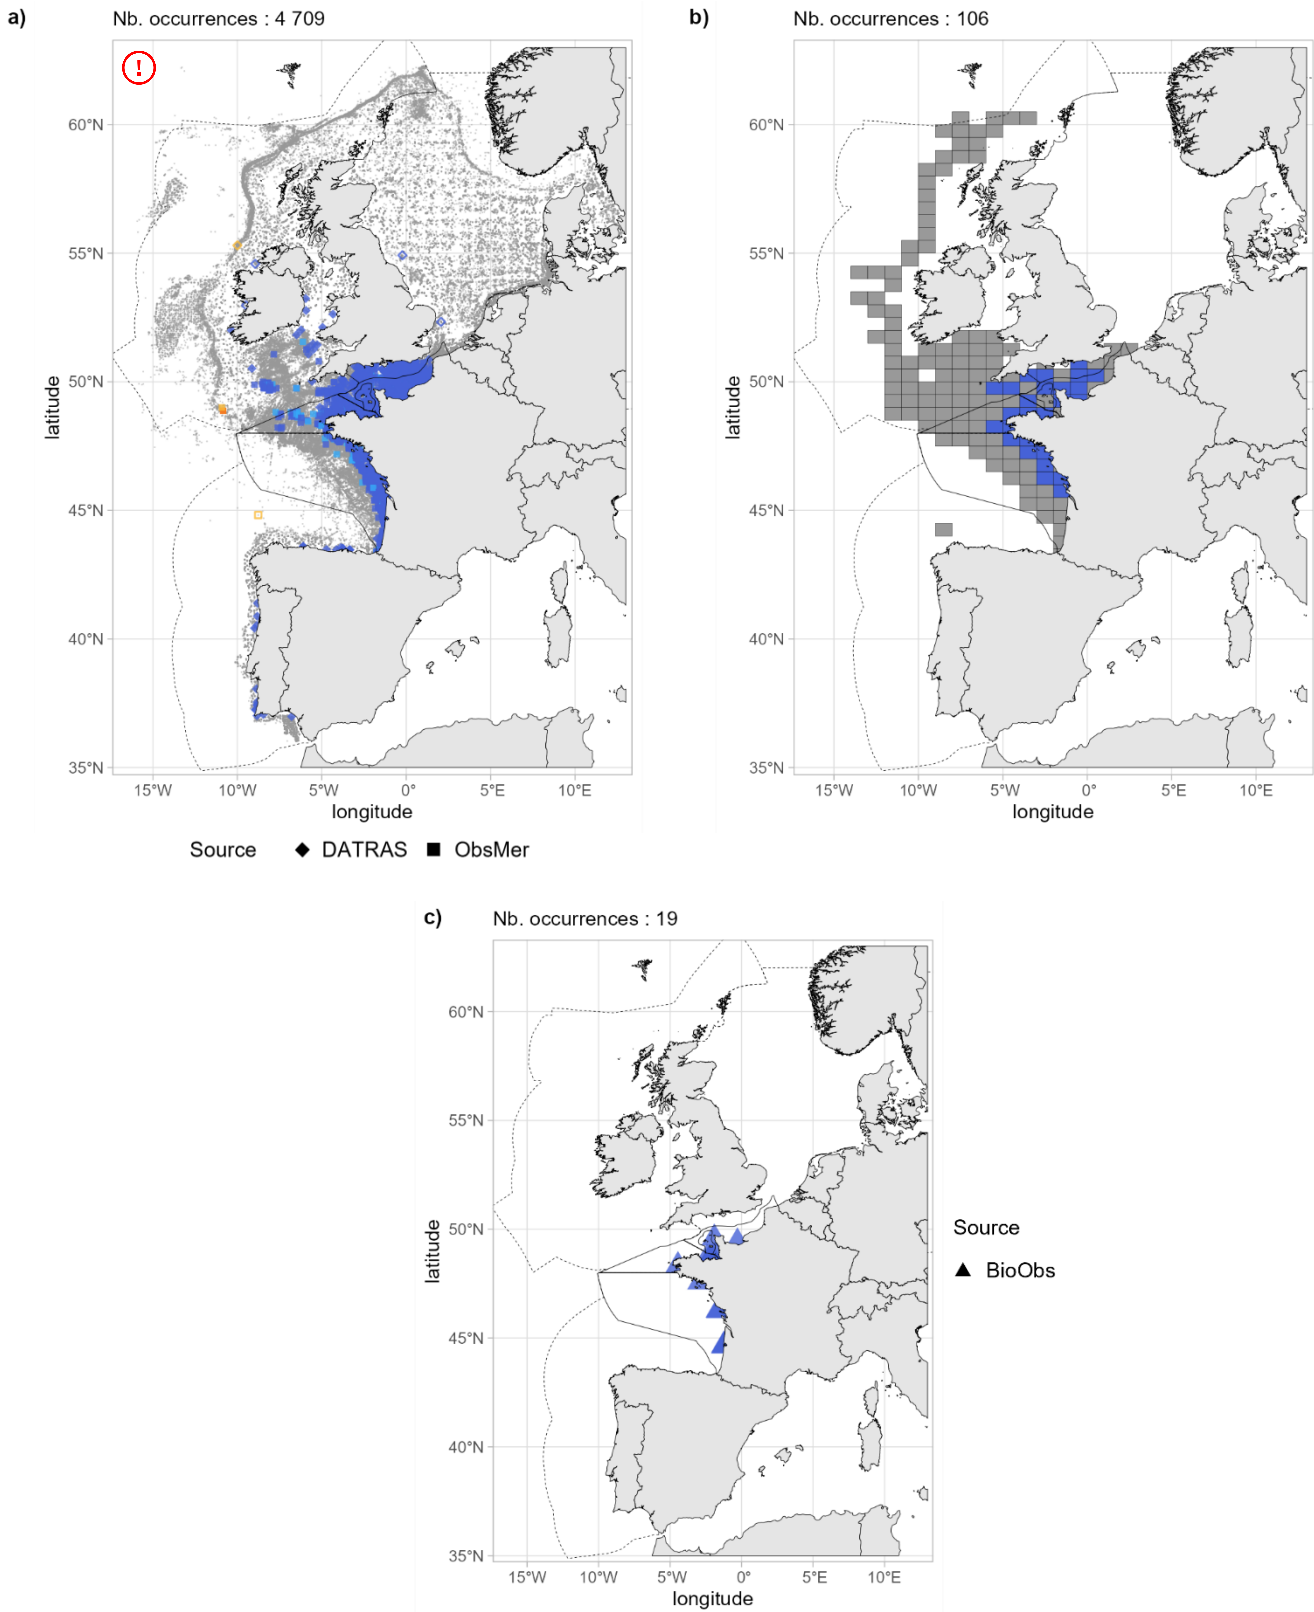 a)
Nb. occurrences : 4 709
!
60°N
55°N
50°N
45°N
40°N
35°N
latitude
15°W 10°W 5°W 0° 5°E 10°E
longitude
Source DATRAS ObsMer
b)
Nb. occurrences : 106
60°N
55°N
50°N
45°N
40°N
35°N
latitude
15°W 10°W 5°W 0° 5°E 10°E
longitude
c)
Nb. occurrences : 19
60°N
55°N
50°N
45°N
40°N
35°N
latitude
15°W 10°W 5°W 0° 5°E 10°E
longitude
Source
BioObs